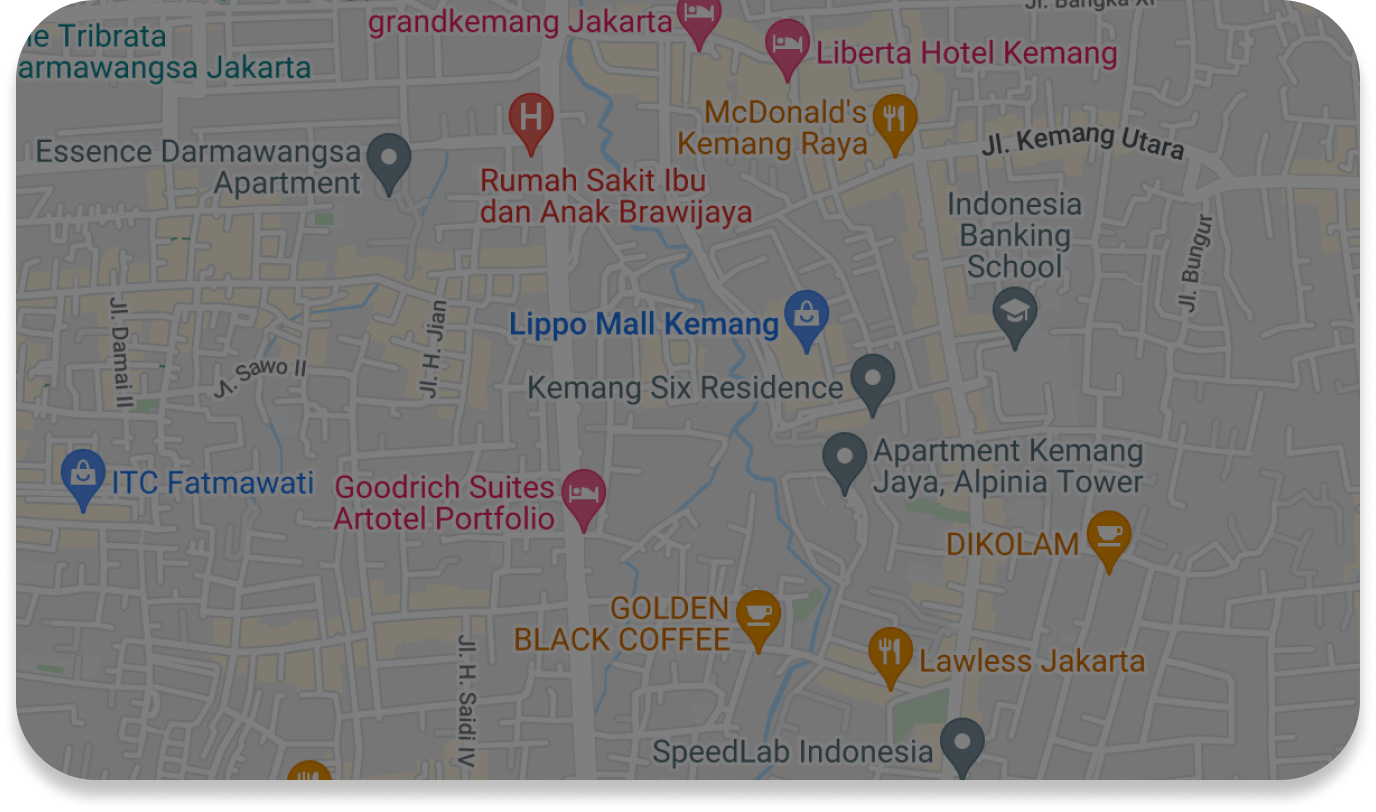 grandkemang Jakarta
Jl. Bangka XI
e Tribrata
armawangsa Jakarta
Liberta Hotel Kemang
McDonald's
Kemang Raya
Jl. Kemang Utara
Essence Darmawangsa
Apartment
H
Rumah Sakit Ibu
dan Anak Brawijaya
Indonesia
Banking
School
Jl. Bungur
Jl. Damai II
Jl. H. Jian
Lippo Mall Kemang
Jl. Sawo II
Kemang Six Residence
ITC Fatmawati
Goodrich Suites
Artotel Portfolio
Apartment Kemang
Jaya, Alpinia Tower
DIKOLAM
GOLDEN
BLACK COFFEE
Jl. H. Saidi IV
Lawless Jakarta
SpeedLab Indonesia